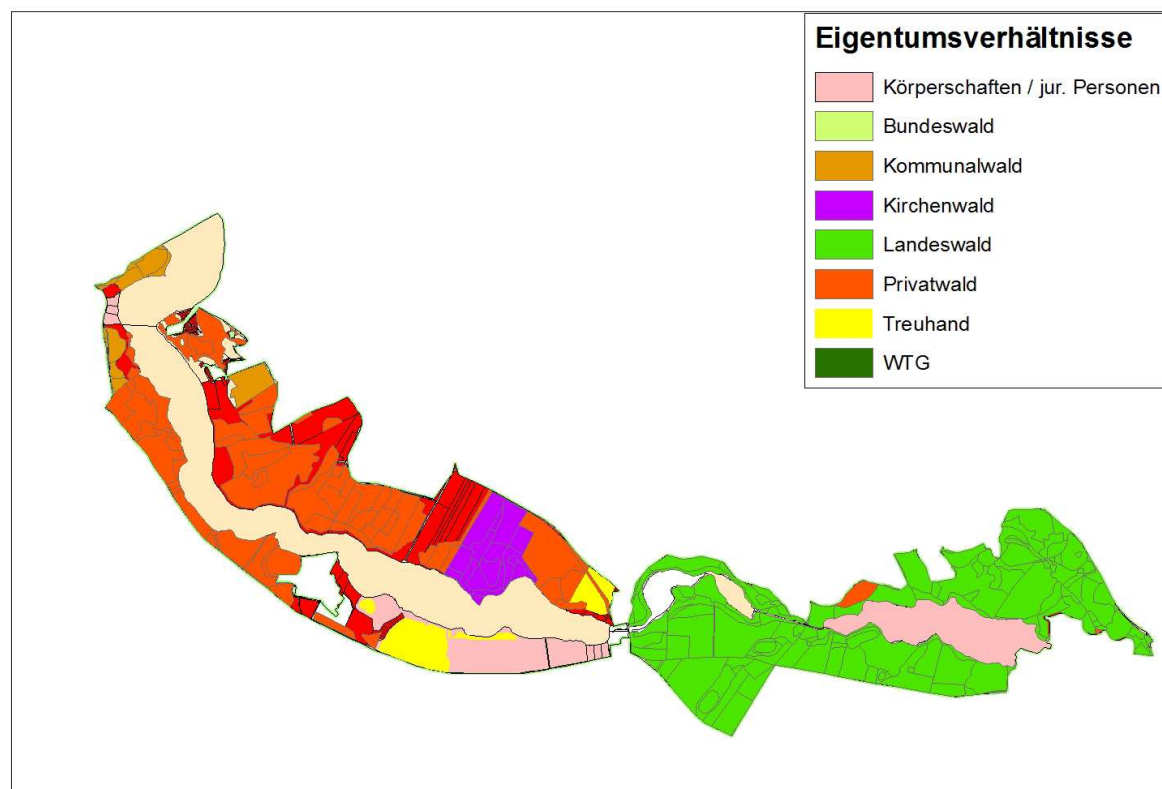 Eigentumsverhältnisse
Körperschaften / jur. Personen
Bundeswald
Kommunalwald
Kirchenwald
Landeswald
Privatwald
Treuhand
WTG